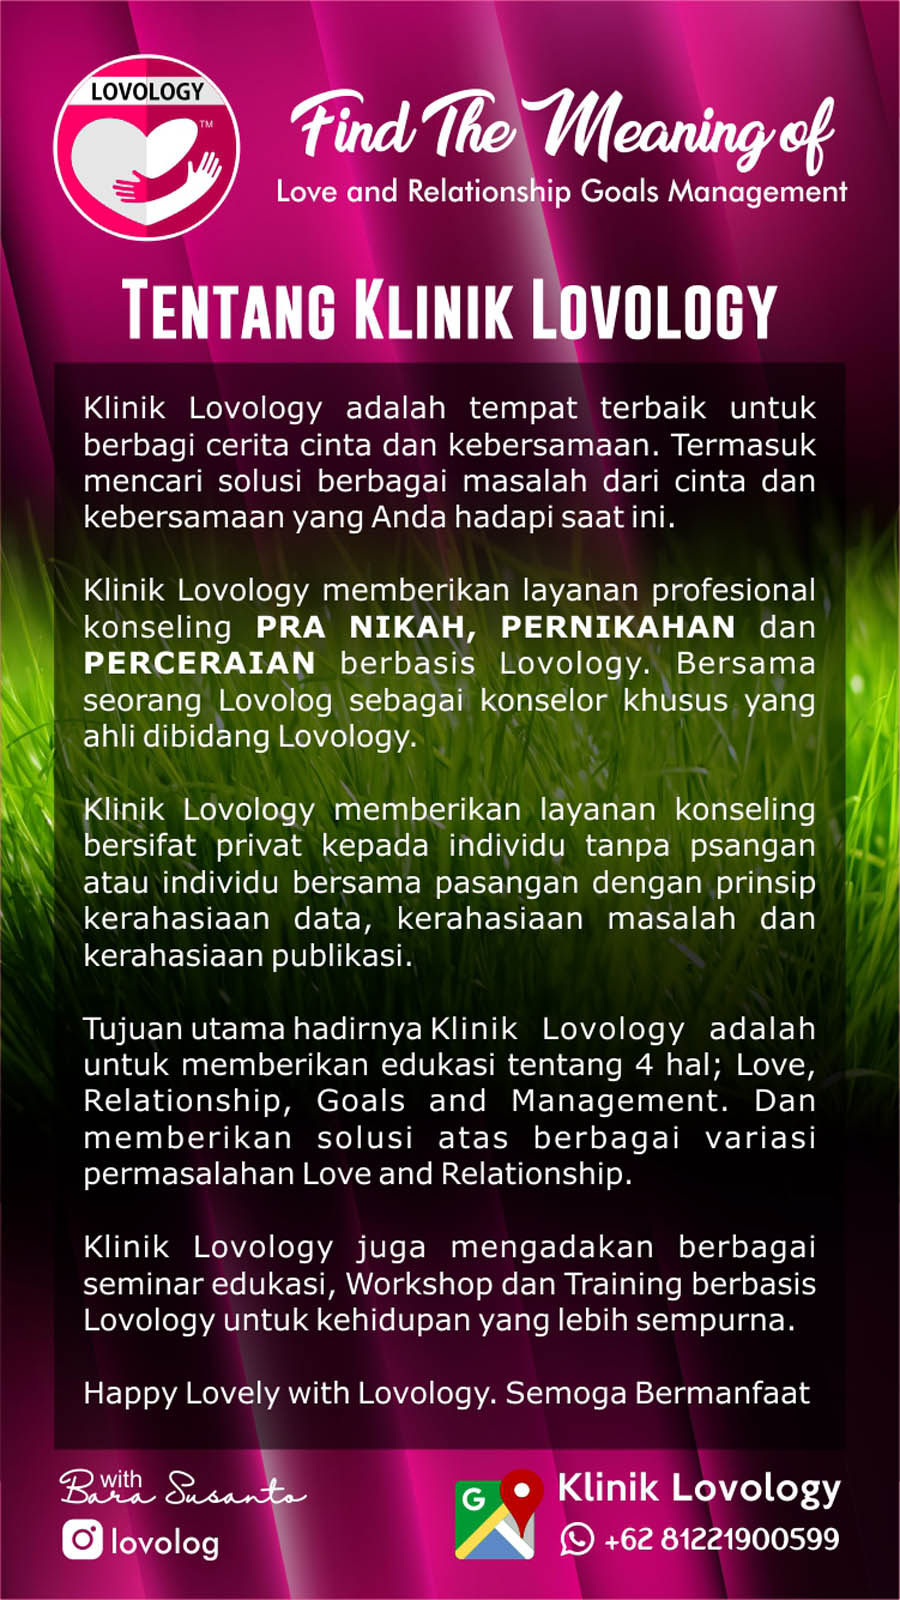 LOVOLOGY
TM
Find The Meaning of
Love and Relationship Goals Management
TENTANG KLINIK LOVOLOGY
Klinik Lovology adalah tempat terbaik untuk
berbagi cerita cinta dan kebersamaan. Termasuk
mencari solusi berbagai masalah dari cinta dan
kebersamaan yang Anda hadapi saat ini.
Klinik Lovology memberikan layanan profesional
konseling PRA NIKAH, PERNIKAHAN dan
PERCERAIAN berbasis Lovology. Bersama
seorang Lovolog sebagai konselor khusus yang
ahli dibidang Lovology.
Klinik Lovology memberikan layanan konseling
bersifat privat kepada individu tanpa psangan
atau individu bersama pasangan dengan prinsip
kerahasiaan data, kerahasiaan masalah dan
kerahasiaan publikasi.
Tujuan utama hadirnya Klinik Lovology adalah
untuk memberikan edukasi tentang 4 hal; Love,
Relationship, Goals and Management. Dan
memberikan solusi atas berbagai variasi
permasalahan Love and Relationship.
Klinik Lovology juga mengadakan berbagai
seminar edukasi, Workshop dan Training berbasis
Lovology untuk kehidupan yang lebih sempurna.
Happy Lovely with Lovology. Semoga Bermanfaat
with
Bara Susanto
lovolog
G
Klinik Lovology
+62 81221900599